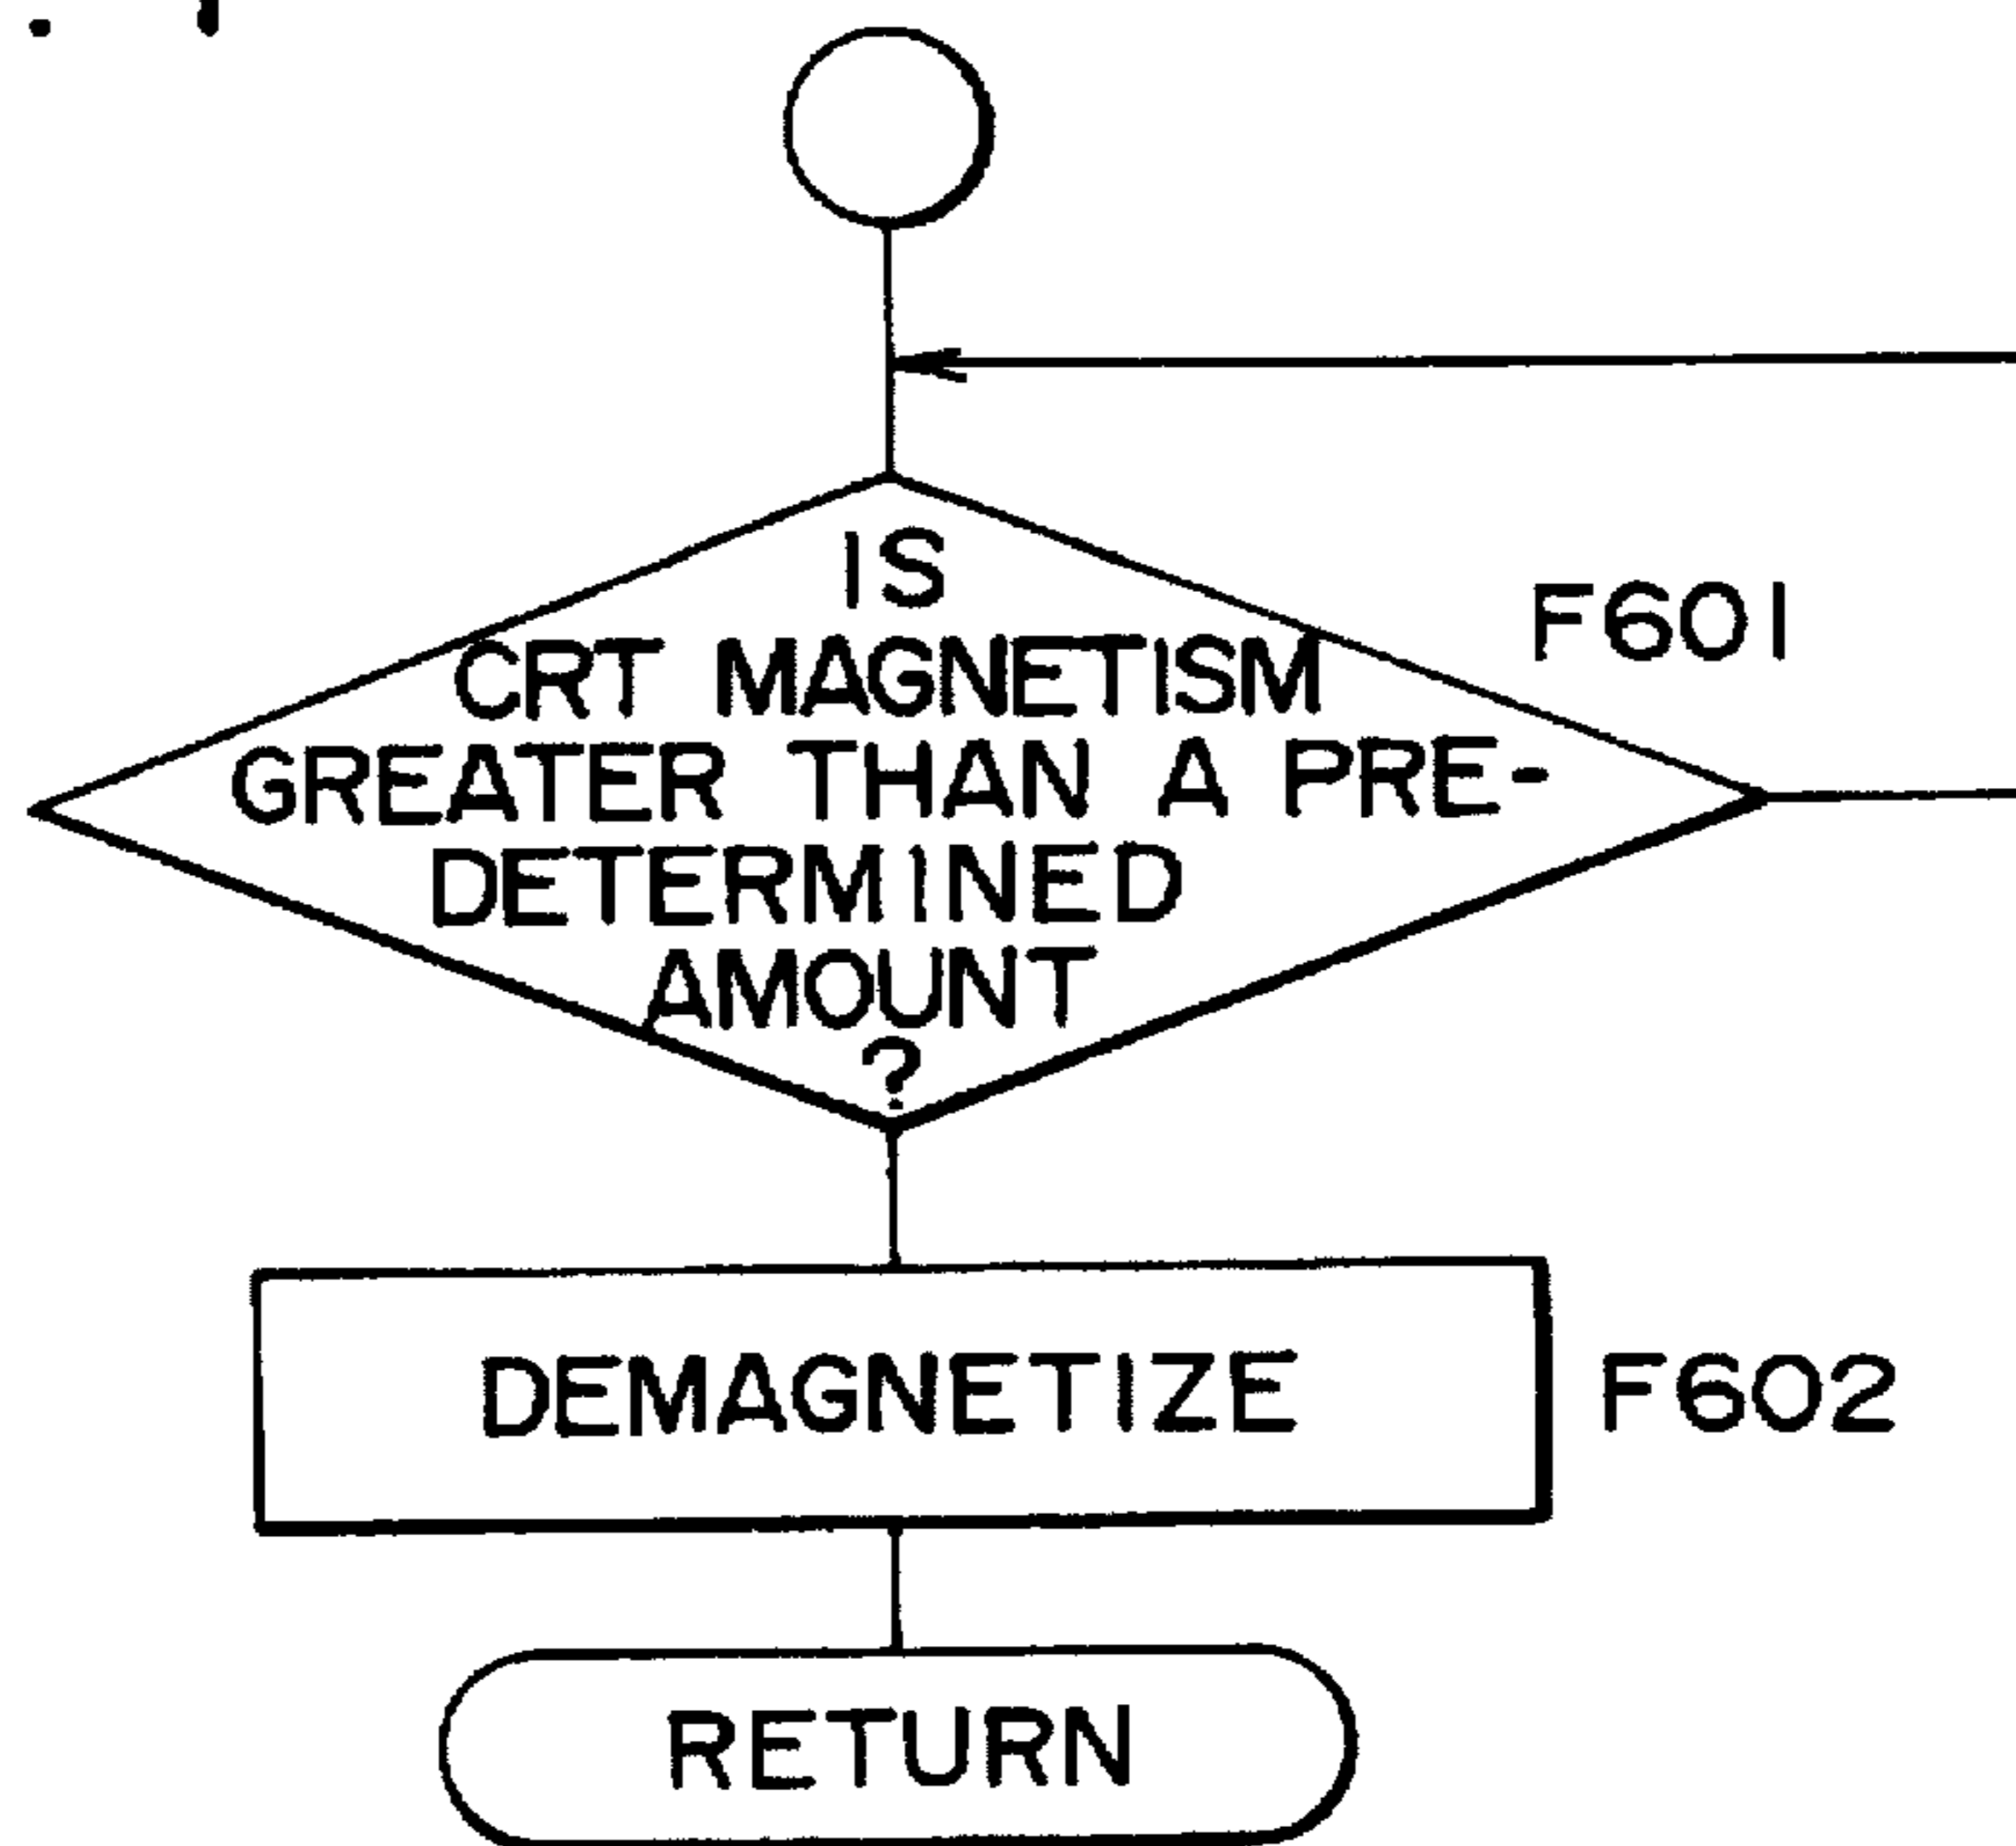 IS
F601
CRT MAGNETISM
GREATER THAN A PRE-
DETERMINED
AMOUNT
?
DEMAGNETIZE
F602
RETURN